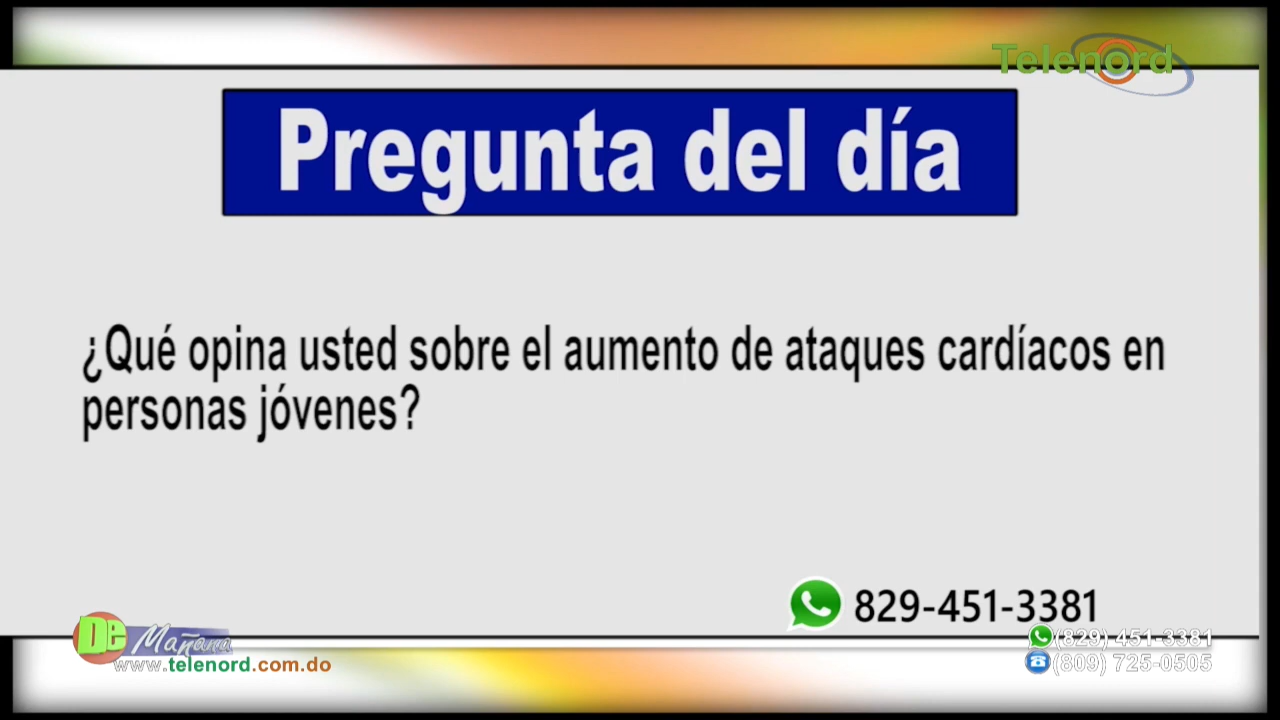 Telenord
Pregunta del día
¿Qué opina usted sobre el aumento de ataques cardíacos en
personas jóvenes?
829-451-3381
De Mañana
www.telenord.com.do
(829) 451-3381
(809) 725-0505